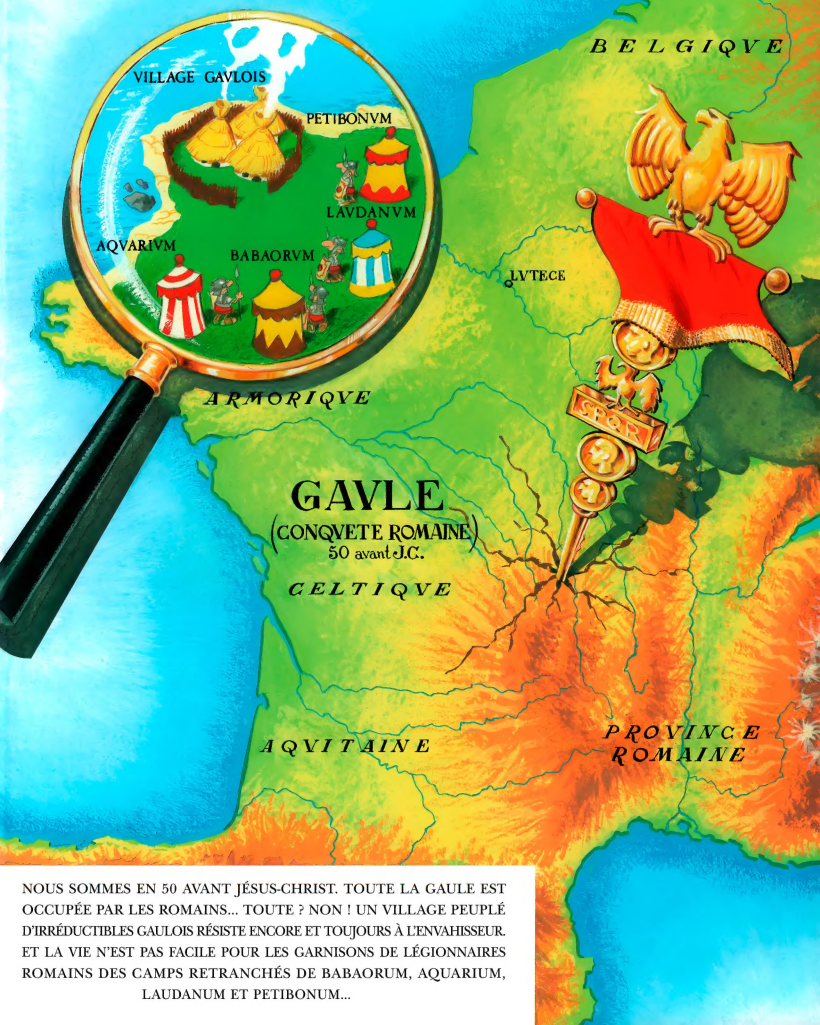 BELGIQVE
VILLAGE GAVLOIS
PETIBONVM
LAVDANVM
AQVARIVM
BABAORVM
LVTECE
ARMORIQVE
SPQR
GAVLE
(CONQVETE ROMAINE)
50 avant J.C.
CELTIQVE
AQVITAINE
PROVINCE
ROMAINE
NOUS SOMMES EN 50 AVANT JÉSUS-CHRIST. TOUTE LA GAULE EST
OCCUPÉE PAR LES ROMAINS... TOUTE ? NON ! UN VILLAGE PEUPLÉ
D'IRRÉDUCTIBLES GAULOIS RÉSISTE ENCORE ET TOUJOURS À L'ENVAHISSEUR.
ET LA VIE N'EST PAS FACILE POUR LES GARNISONS DE LÉGIONNAIRES
ROMAINS DES CAMPS RETRANCHÉS DE BABAORUM, AQUARIUM,
LAUDANUM ET PETIBONUM...